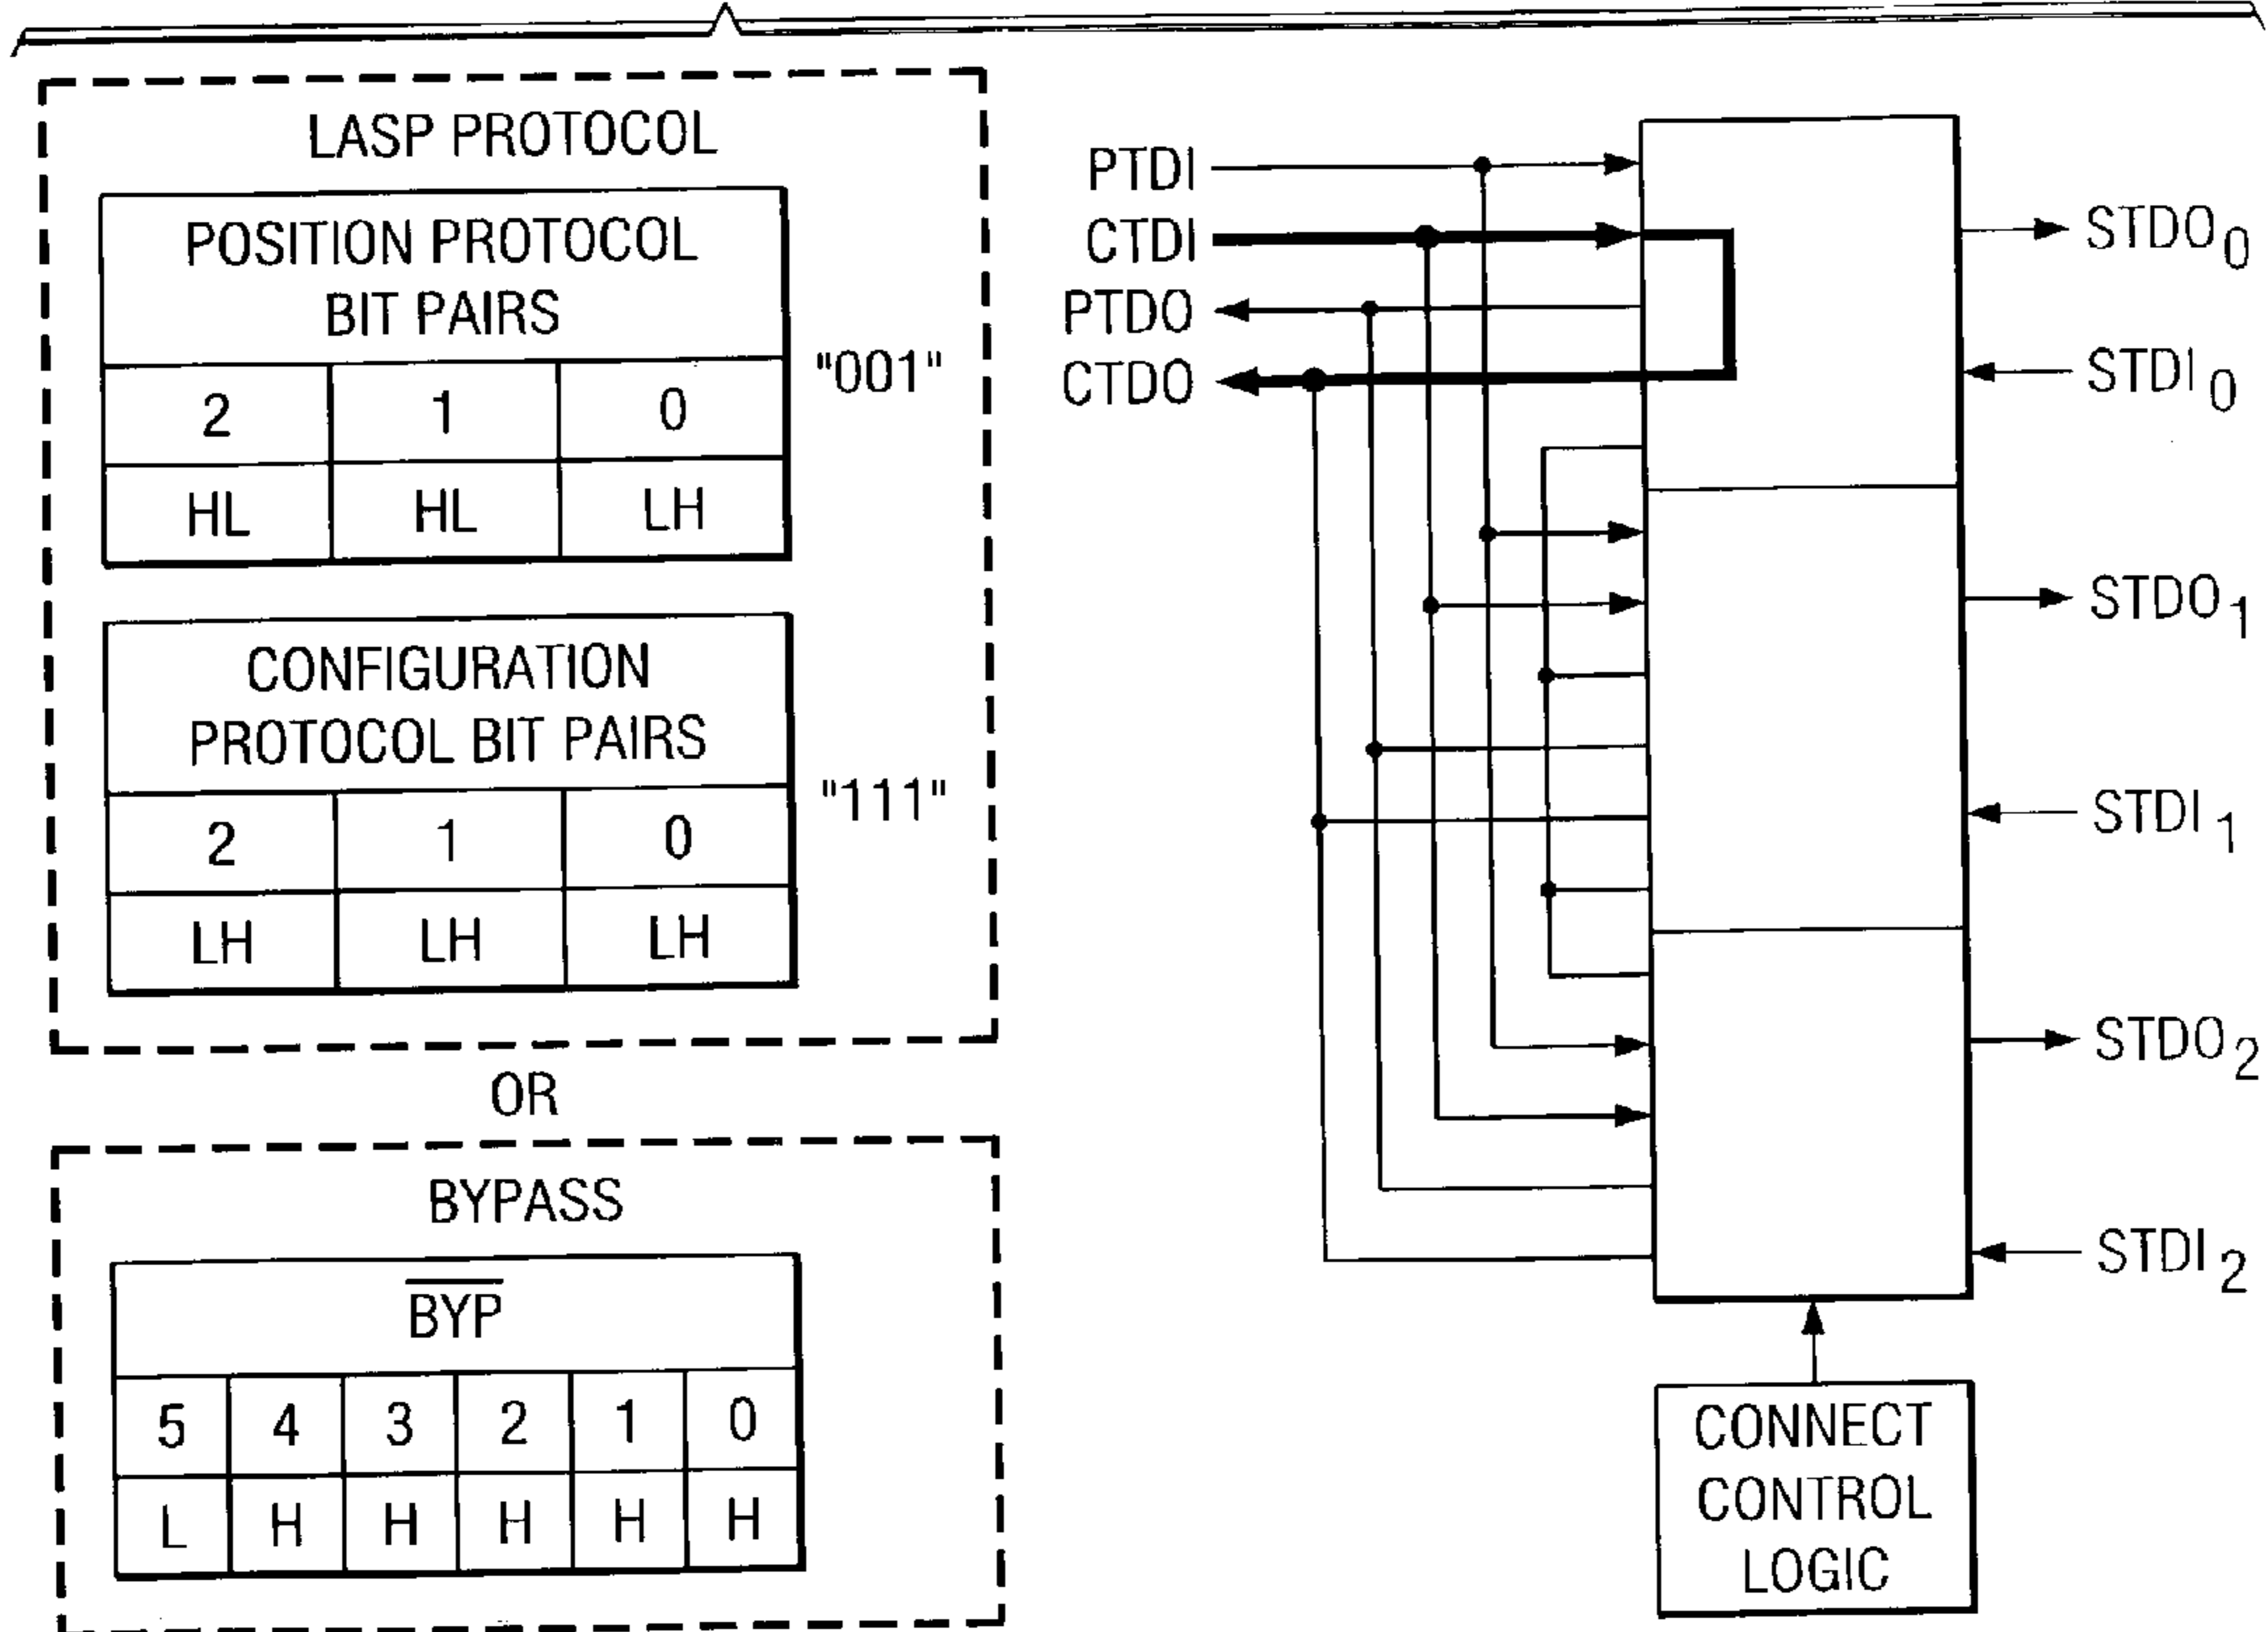 LASP PROTOCOL
POSITION PROTOCOL
BIT PAIRS
2 1 0
HL HL LH
"001"
CONFIGURATION
PROTOCOL BIT PAIRS
2 1 0
LH LH LH
"111"
OR
BYPASS
B̅Y̅P̅
5 4 3 2 1 0
L H H H H H
PTDI
CTDI
PTDO
CTDO
STDO0
STDI0
STDO1
STDI1
STDO2
STDI2
CONNECT
CONTROL
LOGIC